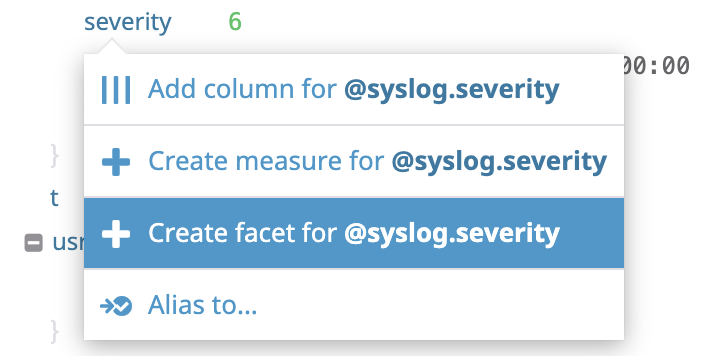 severity 6
00:00
Add column for @syslog.severity
Create measure for @syslog.severity
}
t
Create facet for @syslog.severity
usr
Alias to...
}